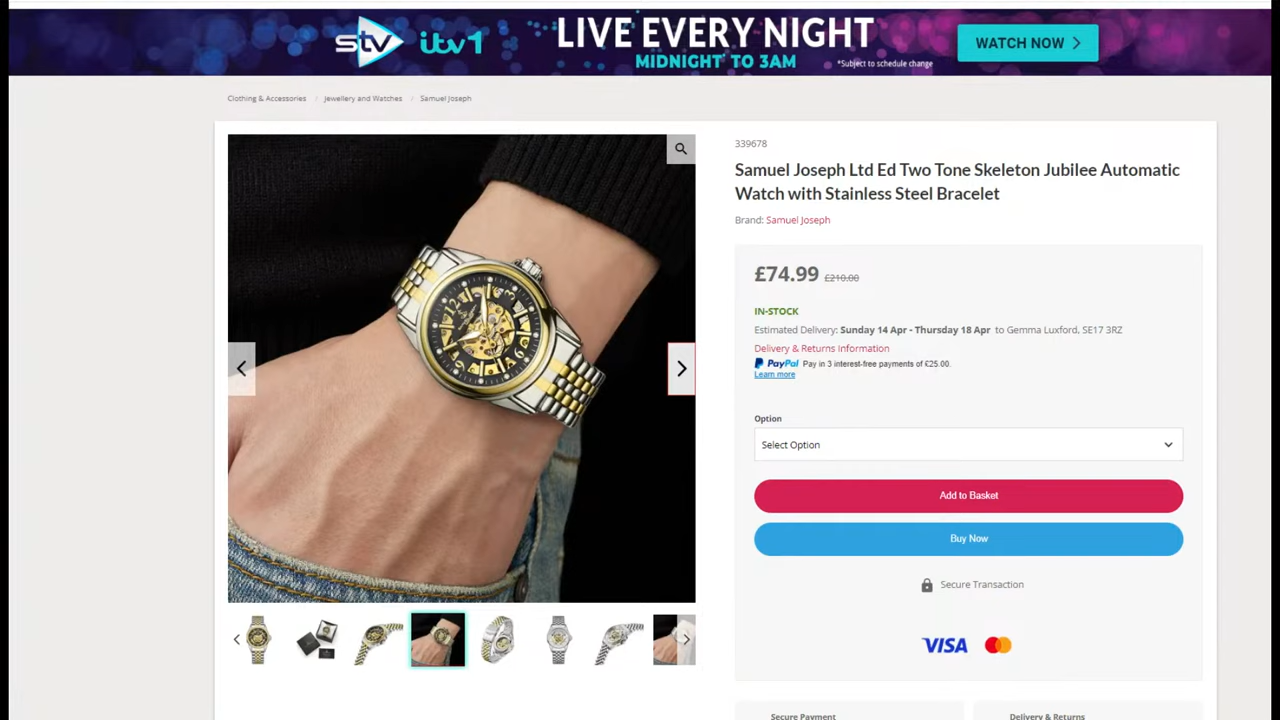 stv
itv1
LIVE EVERY NIGHT
MIDNIGHT TO 3AM
*Subject to schedule change
WATCH NOW
Clothing & Accessories / Jewellery and Watches / Samuel Joseph
339678
Samuel Joseph Ltd Ed Two Tone Skeleton Jubilee Automatic
Watch with Stainless Steel Bracelet
Brand: Samuel Joseph
£74.99 £210.00
IN-STOCK
Estimated Delivery: Sunday 14 Apr - Thursday 18 Apr to Gemma Luxford, SE17 3RZ
Delivery & Returns Information
PayPal Pay in 3 interest-free payments of £25.00.
Learn more
Option
Select Option
Add to Basket
Buy Now
Secure Transaction
VISA
Secure Payment
Delivery & Returns